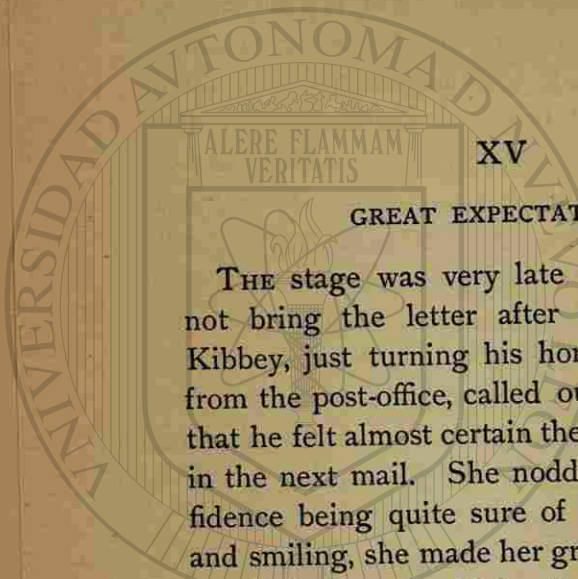 UNIVERSIDAD AVTONOMA D
ALERE FLAMMAM
VERITATIS
XV
GREAT EXPECTAT
THE stage was very late
not bring the letter after
Kibbey, just turning his hor
from the post-office, called ou
that he felt almost certain the
in the next mail. She nodd
fidence being quite sure of
and smiling, she made her gr